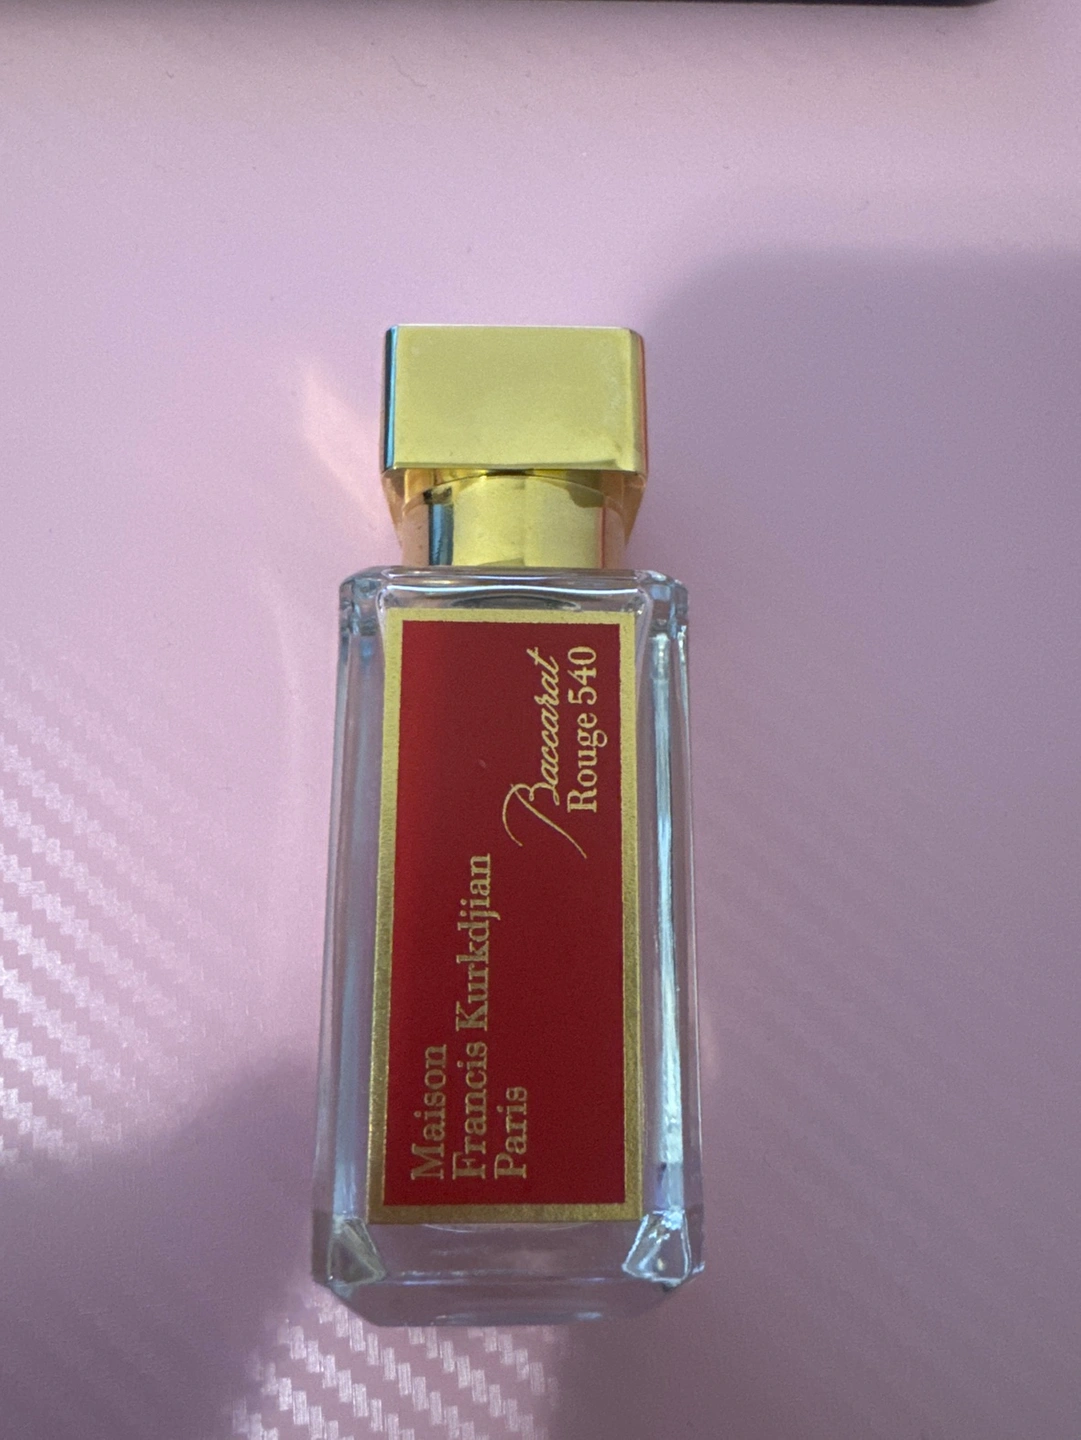 Maison
Francis Kurkdjian
Paris
Baccarat
Rouge 540